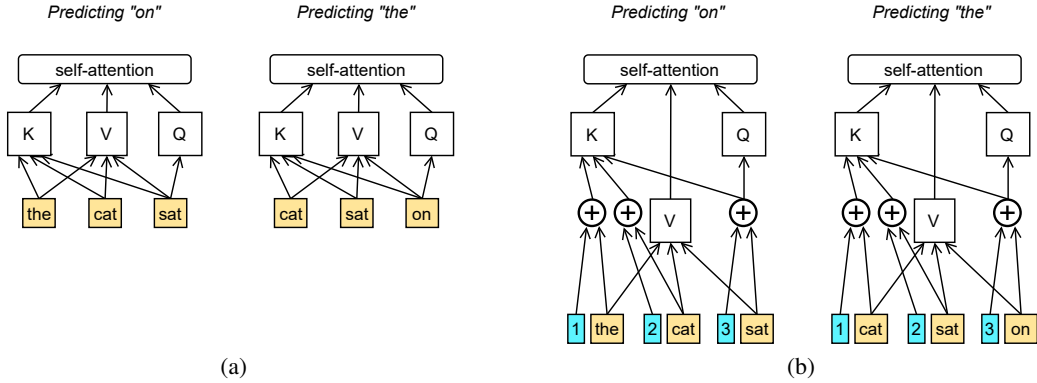 Predicting "on"
Predicting "the"
Predicting "on"
Predicting "the"
self-attention
self-attention
self-attention
self-attention
K V Q
K V Q
K Q
K Q
the cat sat
cat sat on
+ + +
+ + +
V
V
1 the 2 cat 3 sat
1 cat 2 sat 3 on
(a)
(b)